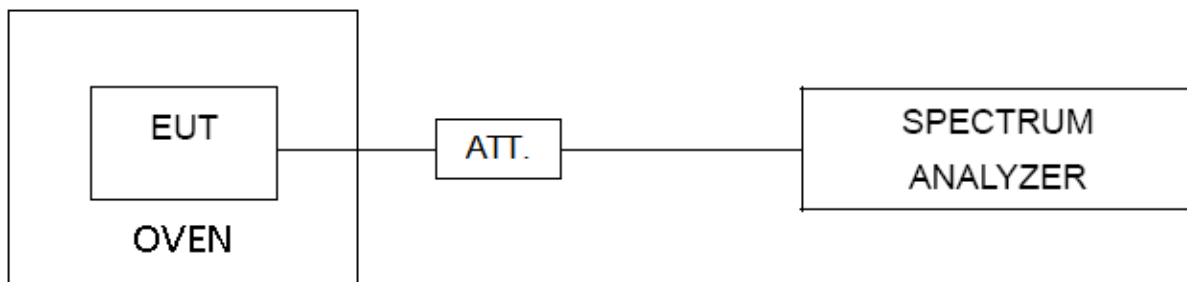 EUT
OVEN
ATT.
SPECTRUM
ANALYZER